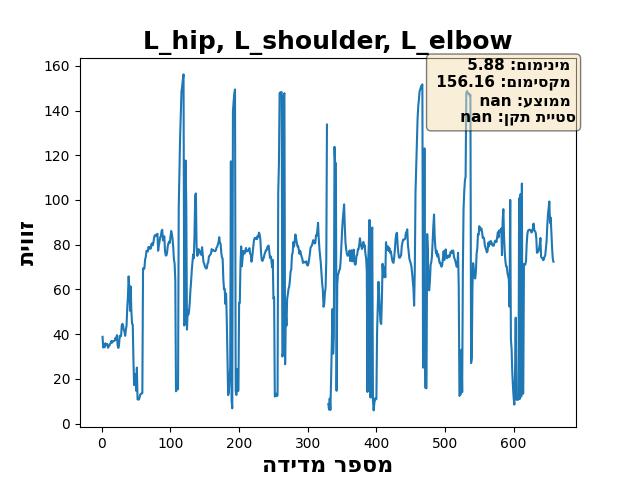 L_hip, L_shoulder, L_elbow
מינימום: 5.88
מקסימום: 156.16
ממוצע: nan
סטיית תקן: nan
זווית
160
140
120
100
80
60
40
20
0
0 100 200 300 400 500 600
מספר מדידה